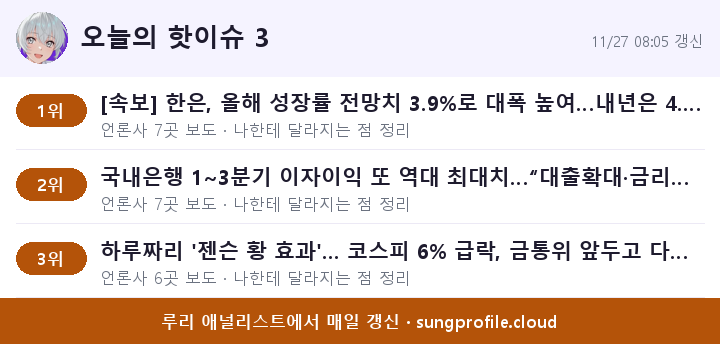 오늘의 핫이슈 3
11/27 08:05 갱신
1위
[속보] 한은, 올해 성장률 전망치 3.9%로 대폭 높여...내년은 4....
언론사 7곳 보도 · 나한테 달라지는 점 정리
2위
국내은행 1~3분기 이자이익 또 역대 최대치..."대출확대·금리...
언론사 7곳 보도 · 나한테 달라지는 점 정리
3위
하루짜리 '젠슨 황 효과'... 코스피 6% 급락, 금통위 앞두고 다...
언론사 6곳 보도 · 나한테 달라지는 점 정리
루리 애널리스트에서 매일 갱신 · sungprofile.cloud